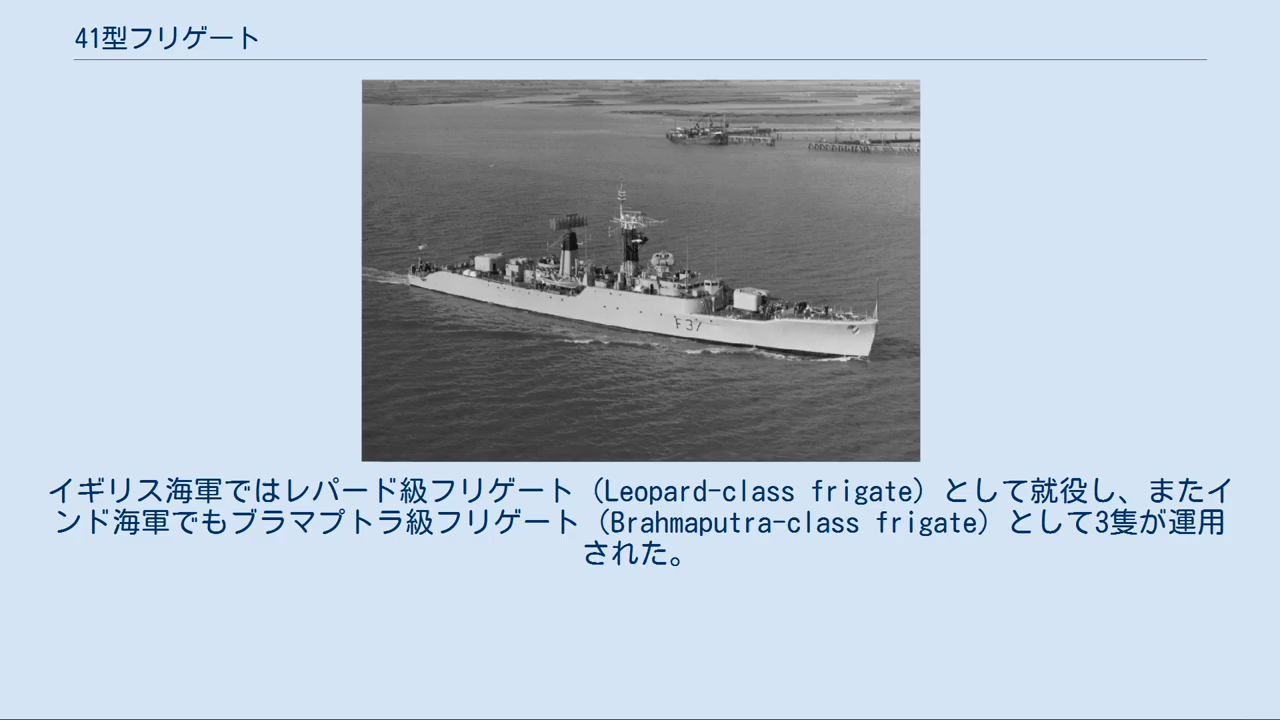 41型フリゲート
F37
イギリス海軍ではレパード級フリゲート（Leopard-class frigate）として就役し、またイ
ンド海軍でもブラマプトラ級フリゲート（Brahmaputra-class frigate）として3隻が運用
された。